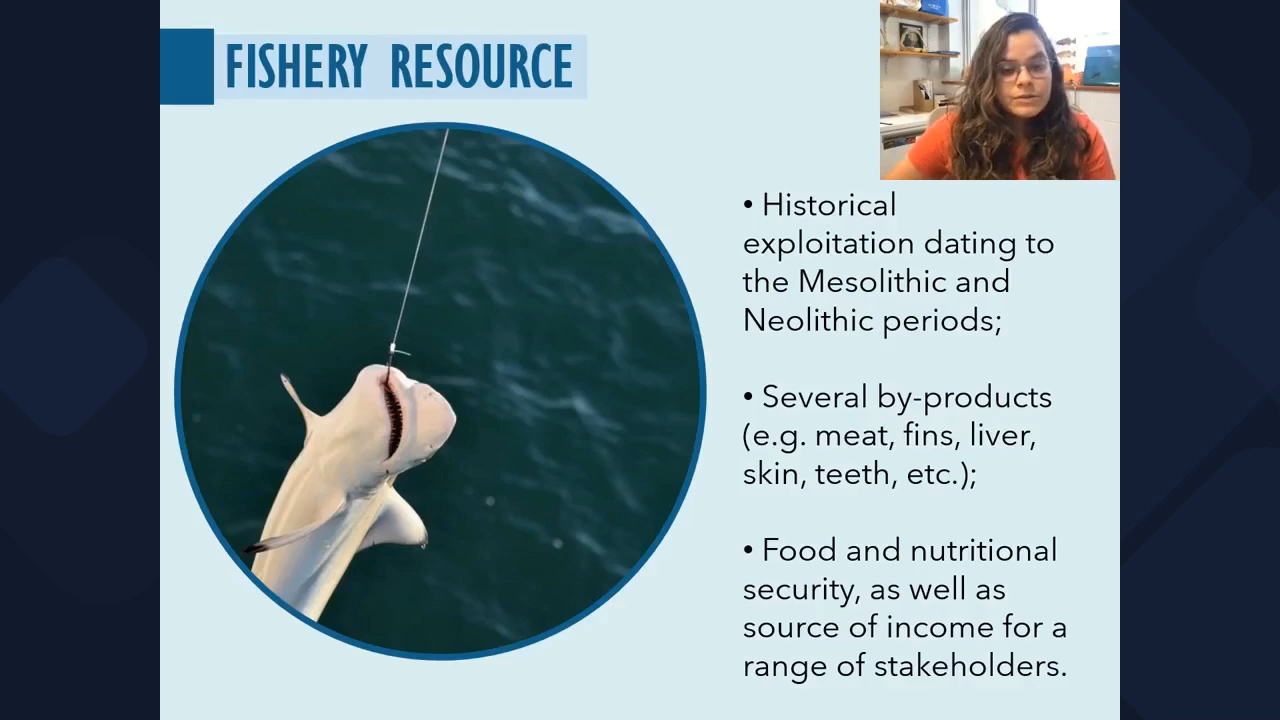 FISHERY RESOURCE
• Historical
exploitation dating to
the Mesolithic and
Neolithic periods;
• Several by-products
(e.g. meat, fins, liver,
skin, teeth, etc.);
• Food and nutritional
security, as well as
source of income for a
range of stakeholders.